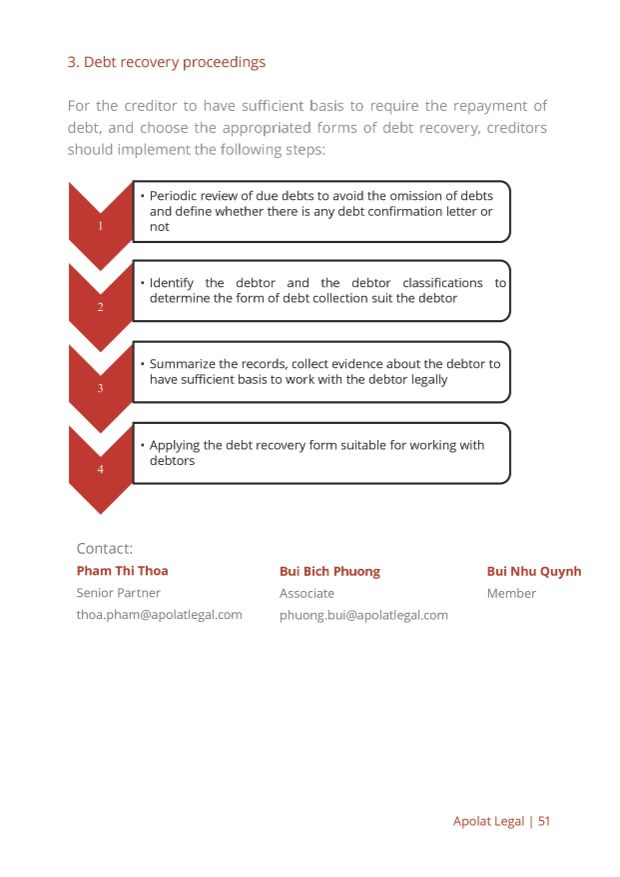 3. Debt recovery proceedings
For the creditor to have sufficient basis to require the repayment of
debt, and choose the appropriated forms of debt recovery, creditors
should implement the following steps:
1
• Periodic review of due debts to avoid the omission of debts
and define whether there is any debt confirmation letter or
not
2
• Identify the debtor and the debtor classifications to
determine the form of debt collection suit the debtor
3
• Summarize the records, collect evidence about the debtor to
have sufficient basis to work with the debtor legally
4
• Applying the debt recovery form suitable for working with
debtors
Contact:
Pham Thi Thoa
Senior Partner
thoa.pham@apolatlegal.com
Bui Bich Phuong
Associate
phuong.bui@apolatlegal.com
Bui Nhu Quynh
Member
Apolat Legal | 51